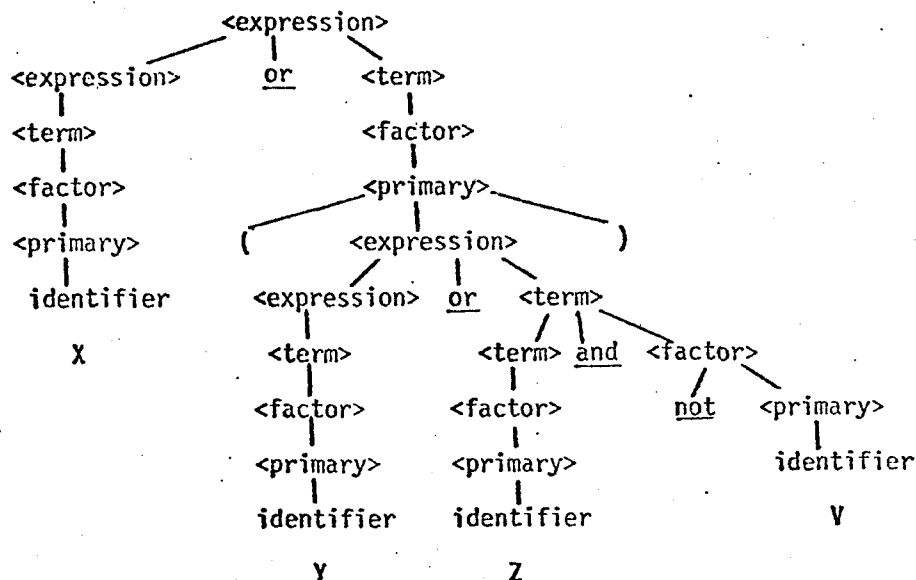 <expression>
<expression> or <term>
<term> <factor>
<factor> <primary>
<primary> ( <expression> )
identifier <expression> or <term>
X <term> <term> and <factor>
<factor> <factor> not <primary>
<primary> <primary> identifier
identifier identifier V
Y Z